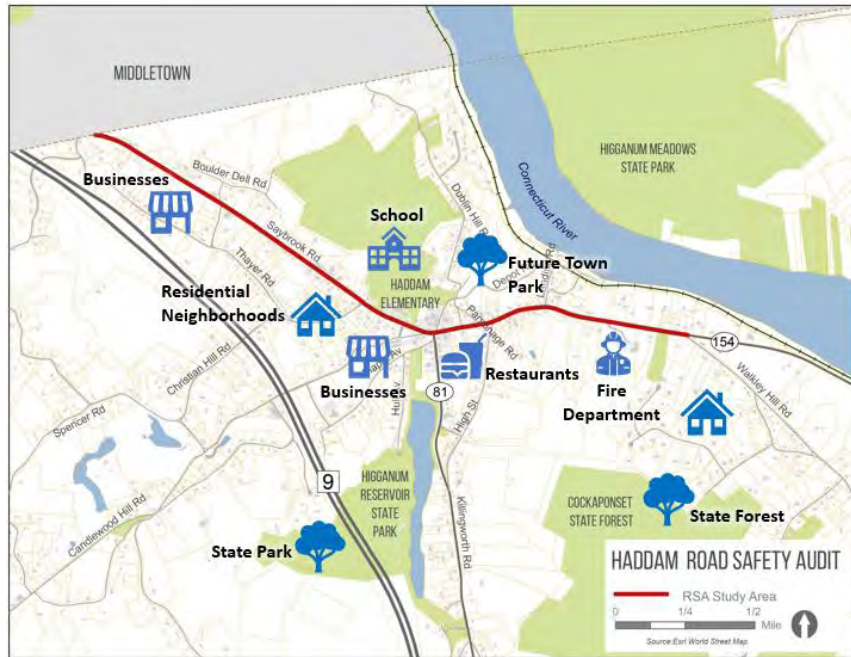 MIDDLETOWN
Businesses
Boulder Dell Rd
Saybrook Rd
Thayer Rd
School
HADDAM
ELEMENTARY
Dublin Hill Rd
Connecticut River
HIGGANUM MEADOWS
STATE PARK
Future Town
Park
Depot
Residential
Neighborhoods
Christian Hill Rd
Spencer Rd
Candlewood Hill Rd
Businesses
81
Parsonage Rd
Restaurants
High St
Fire
Department
154
Walkley Hill Rd
9
HIGGANUM
RESERVOIR
STATE
PARK
Killingworth Rd
State Park
COCKAPONSET
STATE FOREST
State Forest
HADDAM ROAD SAFETY AUDIT
RSA Study Area
0 1/4 1/2
Mile
Source:Esri World Street Map